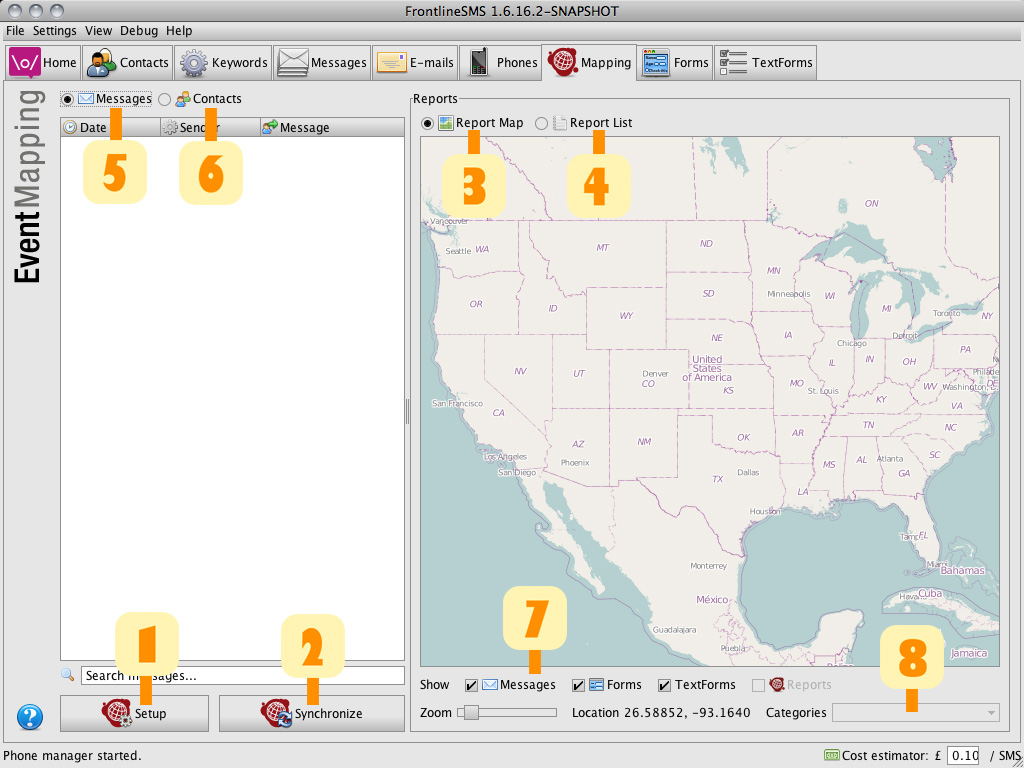 FrontlineSMS 1.6.16.2-SNAPSHOT
File Settings View Debug Help
\o/ Home Contacts Keywords Messages E-mails Phones Mapping Forms TextForms
EventMapping
Messages Contacts
Date Sender Message
5 6
Reports
Report Map Report List
3 4
ON
Vancouver
Seattle WA MT ND
MN
OR ID WY SD Minneapolis WI
Toronto NY
MI
Detroit
NE IA Chicago
PA
NV UT Denver CO United States of America KS IL IN OH
MO St. Louis WV Washington,
KY VA
San Francisco CA
TN NC
AZ NM OK AR
SC
Los Angeles
San Diego Phoenix TX Dallas MS AL Atlanta GA
LA
Houston
FL
Miami
Bahamas
Monterrey
México Cuba
Guadalajara
Puebla Jamaica
1 2 7 8
Search messages...
Setup Synchronize
Show Messages Forms TextForms Reports
Zoom Location 26.58852, -93.1640 Categories
?
Phone manager started. Cost estimator: £ 0.10 / SMS